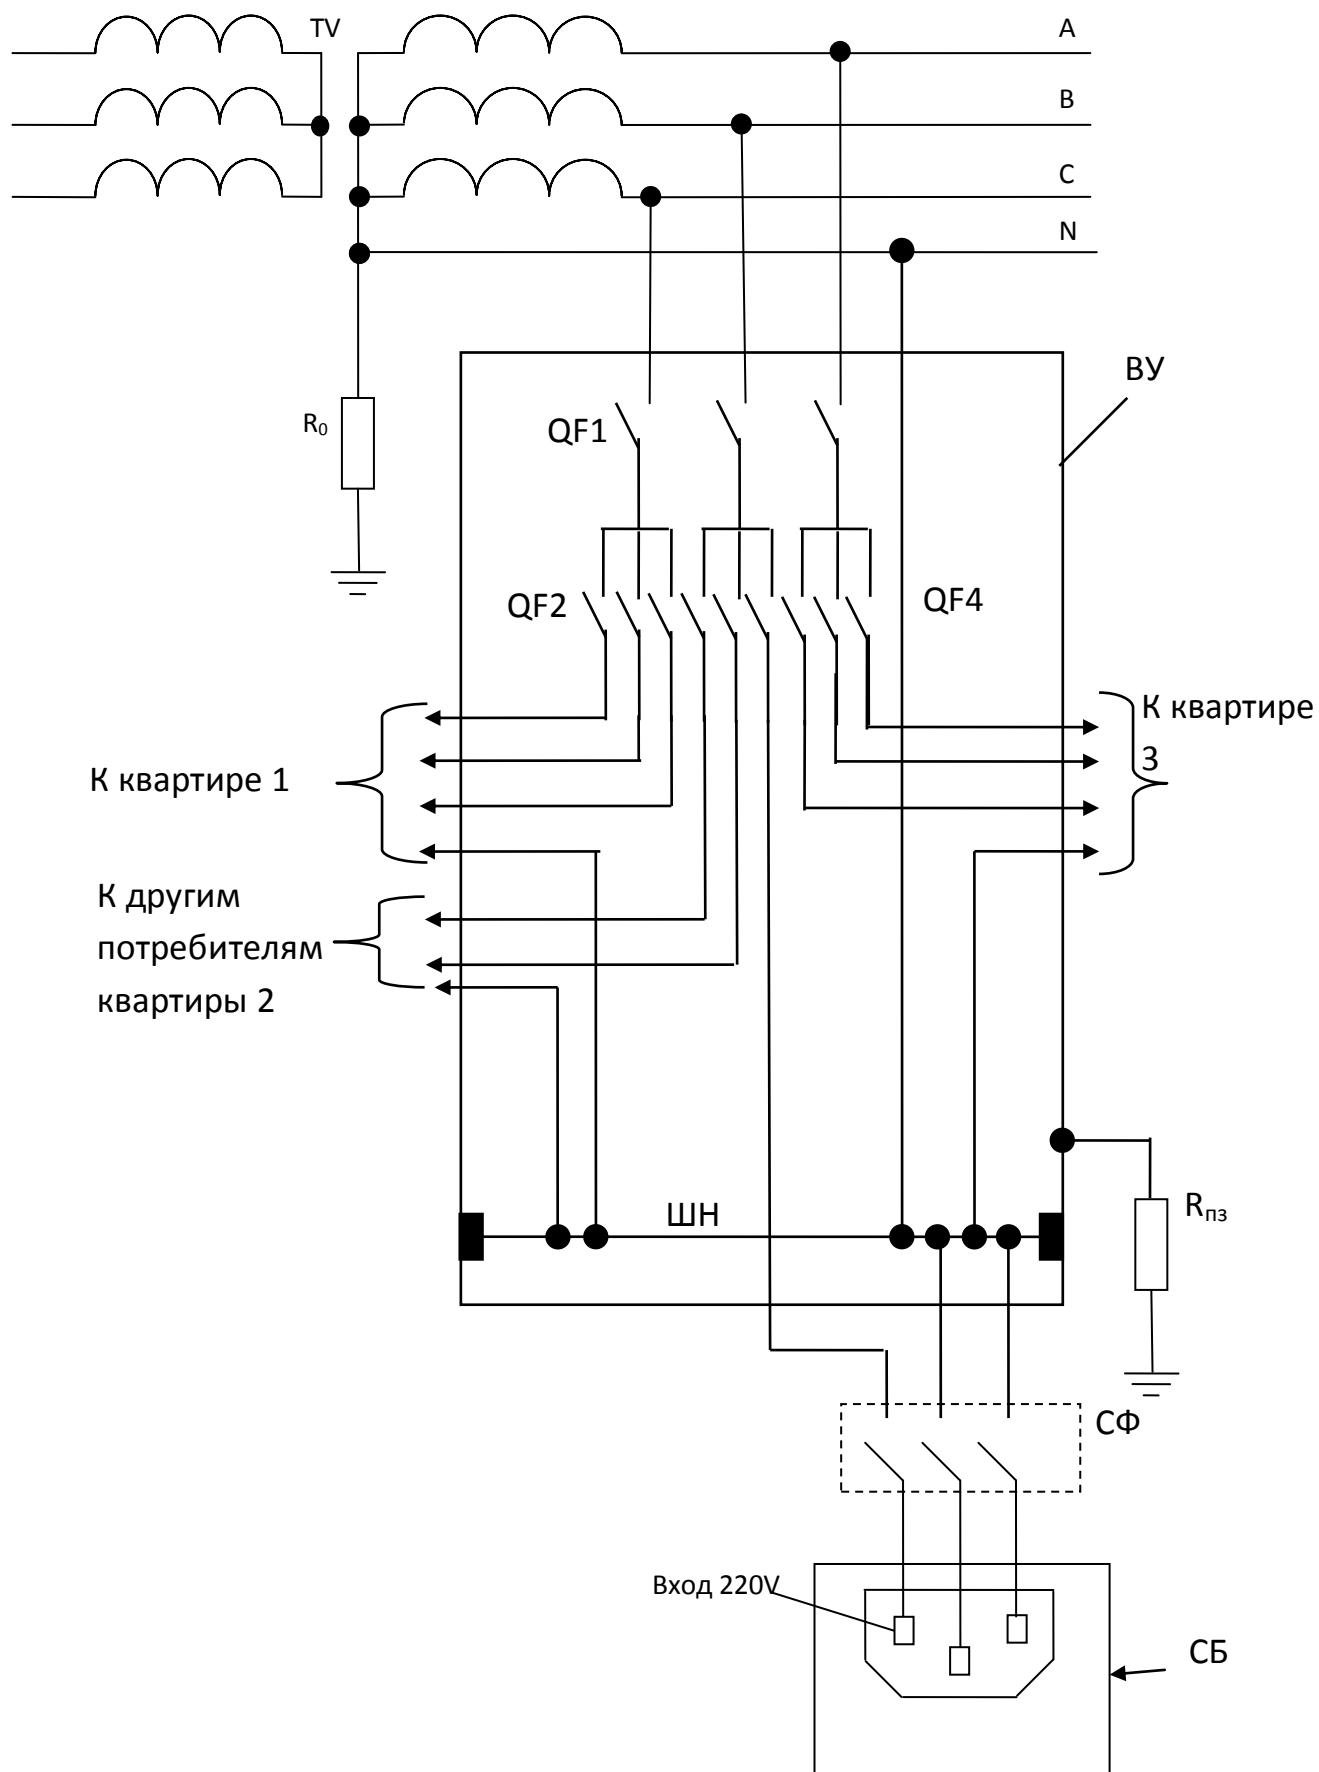 TV
A
B
C
N
ВУ
R₀
QF1
QF2
QF4
К квартире
3
К квартире 1
К другим
потребителям
квартиры 2
ШН
Rпз
СФ
Вход 220V
СБ